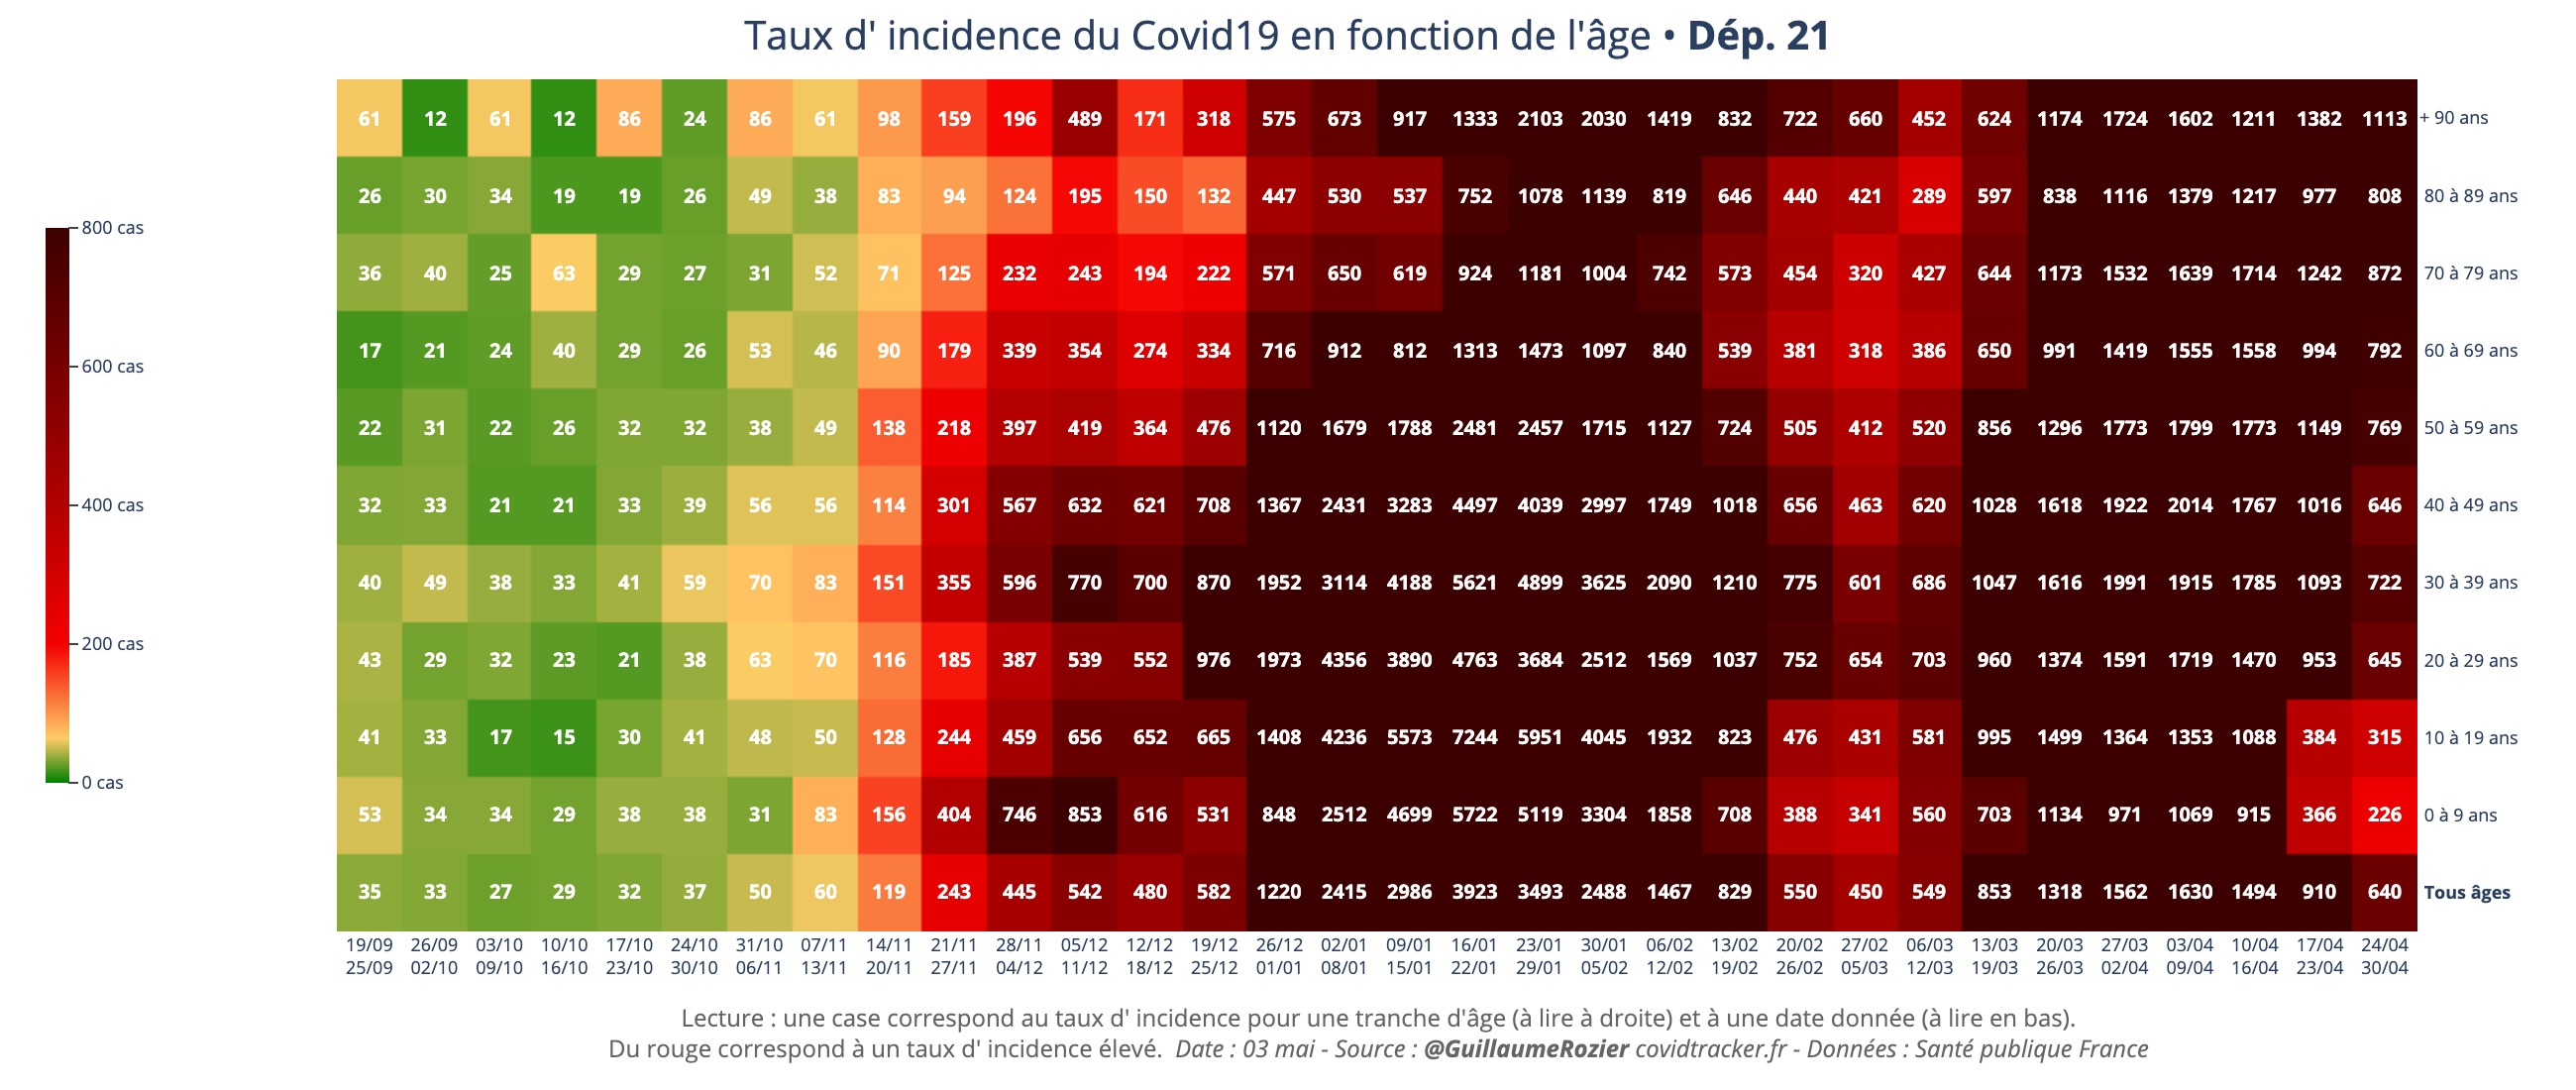 Taux d' incidence du Covid19 en fonction de l'âge • Dép. 21
800 cas
600 cas
400 cas
200 cas
0 cas
61 12 61 12 86 24 86 61 98 159 196 489 171 318 575 673 917 1333 2103 2030 1419 832 722 660 452 624 1174 1724 1602 1211 1382 1113 + 90 ans
26 30 34 19 19 26 49 38 83 94 124 195 150 132 447 530 537 752 1078 1139 819 646 440 421 289 597 838 1116 1379 1217 977 808 80 à 89 ans
36 40 25 63 29 27 31 52 71 125 232 243 194 222 571 650 619 924 1181 1004 742 573 454 320 427 644 1173 1532 1639 1714 1242 872 70 à 79 ans
17 21 24 40 29 26 53 46 90 179 339 354 274 334 716 912 812 1313 1473 1097 840 539 381 318 386 650 991 1419 1555 1558 994 792 60 à 69 ans
22 31 22 26 32 32 38 49 138 218 397 419 364 476 1120 1679 1788 2481 2457 1715 1127 724 505 412 520 856 1296 1773 1799 1773 1149 769 50 à 59 ans
32 33 21 21 33 39 56 56 114 301 567 632 621 708 1367 2431 3283 4497 4039 2997 1749 1018 656 463 620 1028 1618 1922 2014 1767 1016 646 40 à 49 ans
40 49 38 33 41 59 70 83 151 355 596 770 700 870 1952 3114 4188 5621 4899 3625 2090 1210 775 601 686 1047 1616 1991 1915 1785 1093 722 30 à 39 ans
43 29 32 23 21 38 63 70 116 185 387 539 552 976 1973 4356 3890 4763 3684 2512 1569 1037 752 654 703 960 1374 1591 1719 1470 953 645 20 à 29 ans
41 33 17 15 30 41 48 50 128 244 459 656 652 665 1408 4236 5573 7244 5951 4045 1932 823 476 431 581 995 1499 1364 1353 1088 384 315 10 à 19 ans
53 34 34 29 38 38 31 83 156 404 746 853 616 531 848 2512 4699 5722 5119 3304 1858 708 388 341 560 703 1134 971 1069 915 366 226 0 à 9 ans
35 33 27 29 32 37 50 60 119 243 445 542 480 582 1220 2415 2986 3923 3493 2488 1467 829 550 450 549 853 1318 1562 1630 1494 910 640 Tous âges
19/09 26/09 03/10 10/10 17/10 24/10 31/10 07/11 14/11 21/11 28/11 05/12 12/12 19/12 26/12 02/01 09/01 16/01 23/01 30/01 06/02 13/02 20/02 27/02 06/03 13/03 20/03 27/03 03/04 10/04 17/04 24/04
25/09 02/10 09/10 16/10 23/10 30/10 06/11 13/11 20/11 27/11 04/12 11/12 18/12 25/12 01/01 08/01 15/01 22/01 29/01 05/02 12/02 19/02 26/02 05/03 12/03 19/03 26/03 02/04 09/04 16/04 23/04 30/04
Lecture : une case correspond au taux d' incidence pour une tranche d'âge (à lire à droite) et à une date donnée (à lire en bas).
Du rouge correspond à un taux d' incidence élevé. Date : 03 mai - Source : @GuillaumeRozier covidtracker.fr - Données : Santé publique France